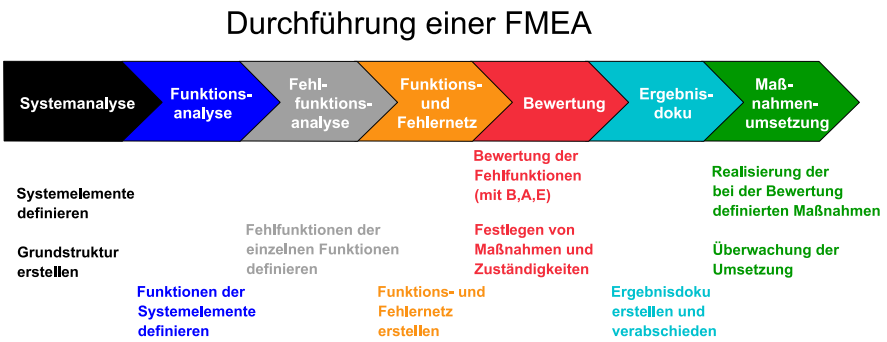 Durchführung einer FMEA
Systemanalyse
Funktions-
analyse
Fehl-
funktions-
analyse
Funktions-
und
Fehlernetz
Bewertung
Ergebnis-
doku
Maß-
nahmen-
umsetzung
Systemelemente
definieren
Grundstruktur
erstellen
Funktionen der
Systemelemente
definieren
Fehlfunktionen der
einzelnen Funktionen
definieren
Funktions- und
Fehlernetz
erstellen
Bewertung der
Fehlfunktionen
(mit B,A,E)
Festlegen von
Maßnahmen und
Zuständigkeiten
Ergebnisdoku
erstellen und
verabschieden
Realisierung der
bei der Bewertung
definierten Maßnahmen
Überwachung der
Umsetzung